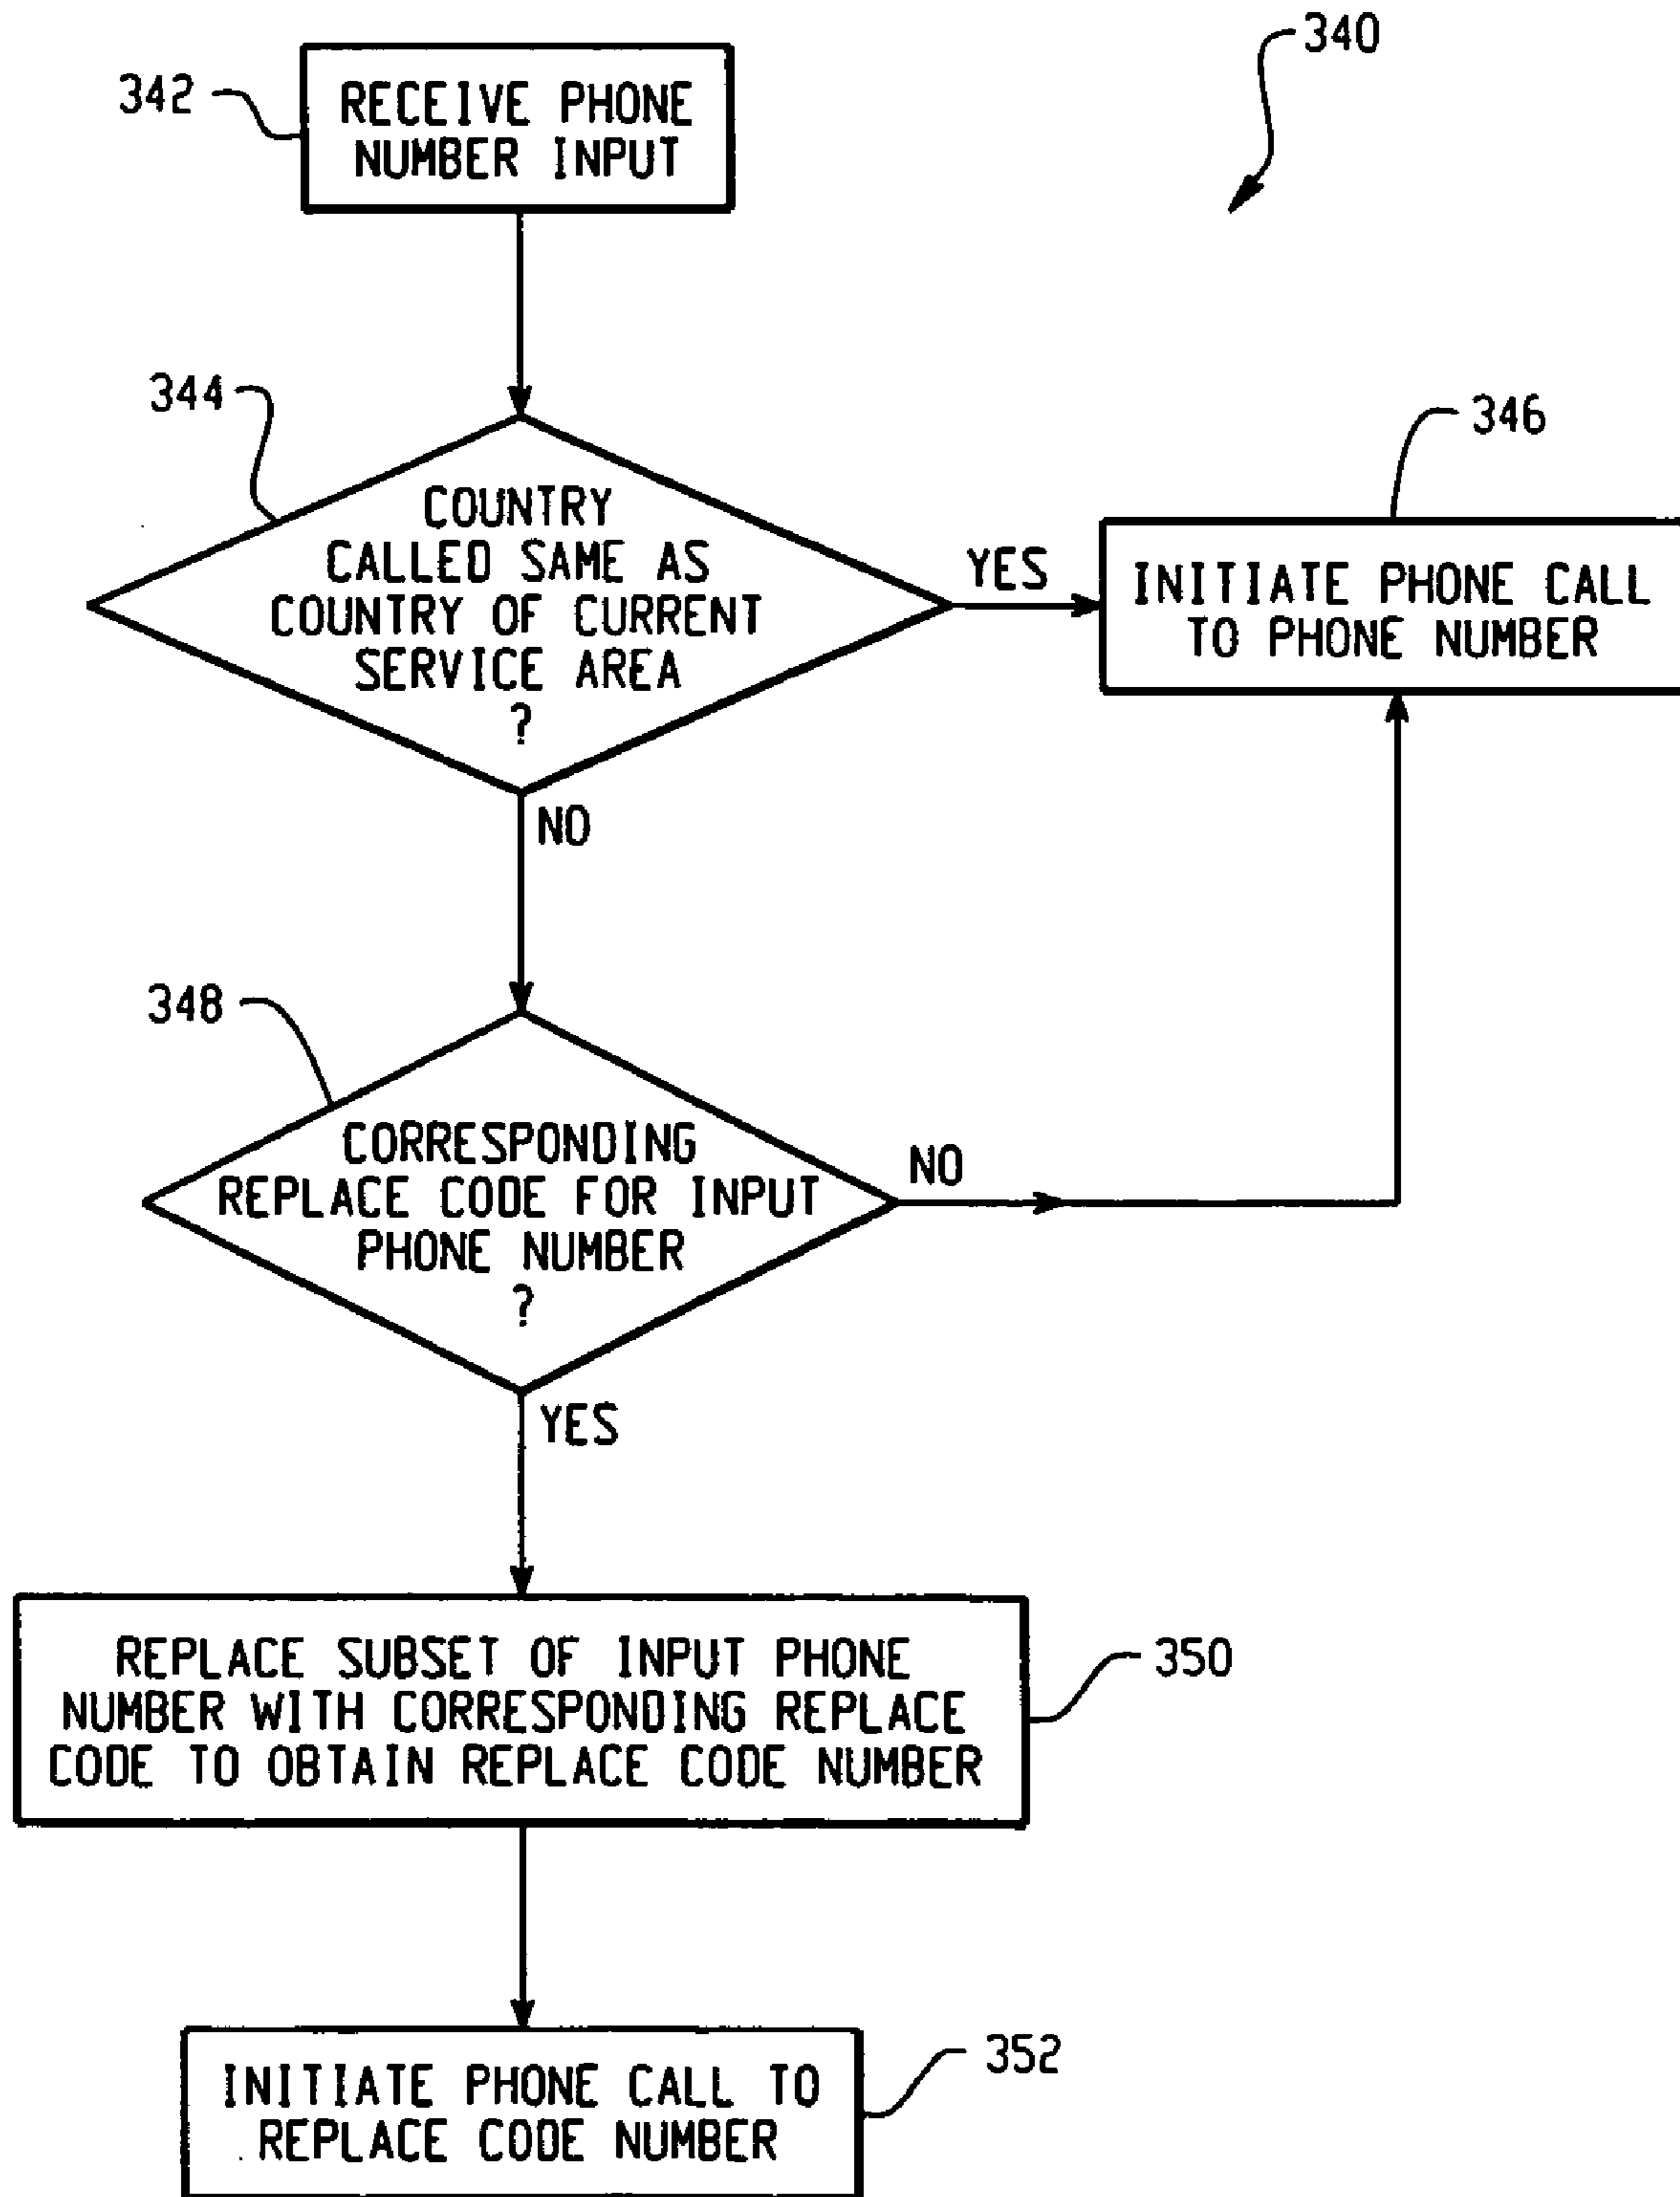 340
342
RECEIVE PHONE
NUMBER INPUT
344
COUNTRY
CALLED SAME AS
COUNTRY OF CURRENT
SERVICE AREA
?
YES
346
INITIATE PHONE CALL
TO PHONE NUMBER
NO
348
CORRESPONDING
REPLACE CODE FOR INPUT
PHONE NUMBER
?
NO
YES
REPLACE SUBSET OF INPUT PHONE
NUMBER WITH CORRESPONDING REPLACE
CODE TO OBTAIN REPLACE CODE NUMBER
350
INITIATE PHONE CALL TO
REPLACE CODE NUMBER
352